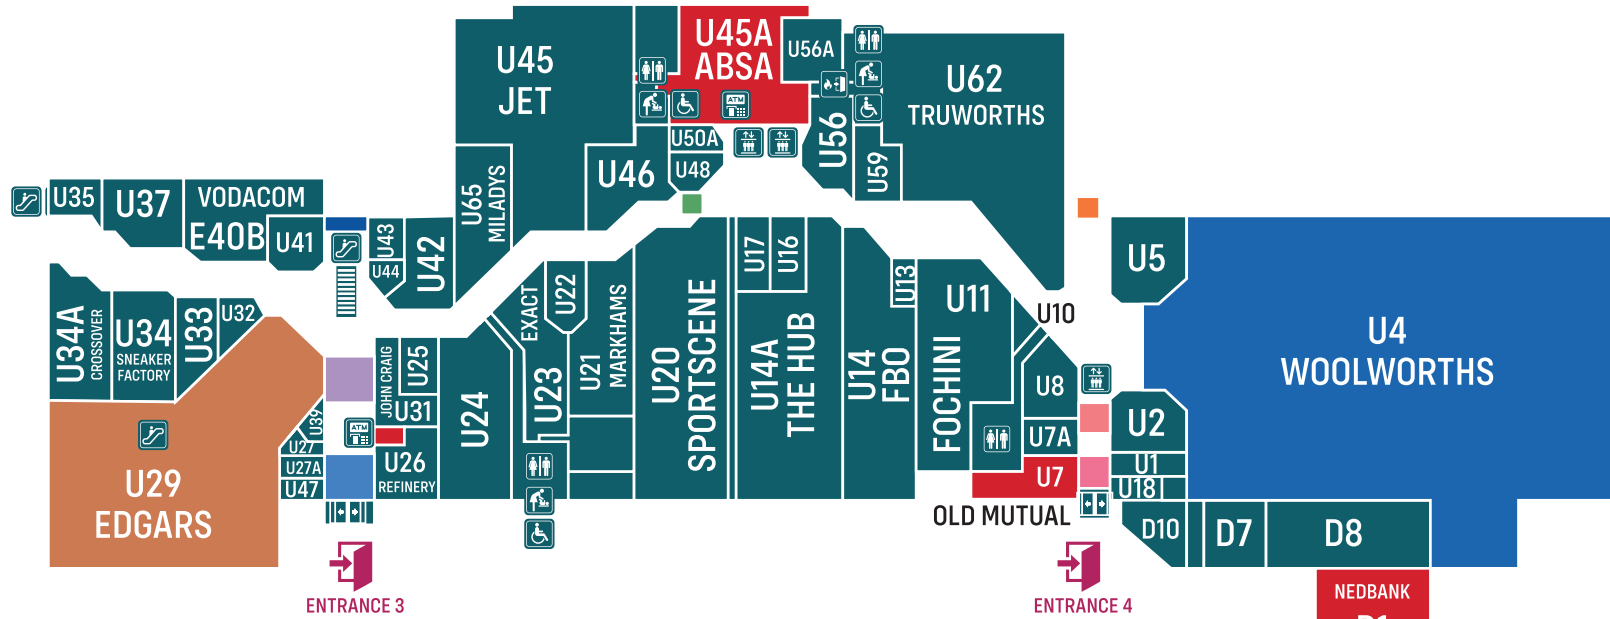 U45
JET
U45A
ABSA
U56A
U62
TRUWORTHS
ATM
U50A
U48
U46
U56
U59
U65
MILADYS
U35
U37
VODACOM
E40B
U41
U43
U44
U42
U5
U4
WOOLWORTHS
U34A
CROSSOVER
U34
SNEAKER
FACTORY
U33
U32
EXACT
U22
U21
MARKHAMS
U20
SPORTSCENE
U17
U16
U14A
THE HUB
U14
FBO
U13
U11
FOCHINI
U10
U8
U7A
U7
OLD MUTUAL
U2
U1
U18
JOHN CRAIG
U25
U31
U24
U23
U39
U27
U27A
U47
ATM
U26
REFINERY
U29
EDGARS
D10
D7
D8
ENTRANCE 3
ENTRANCE 4
NEDBANK